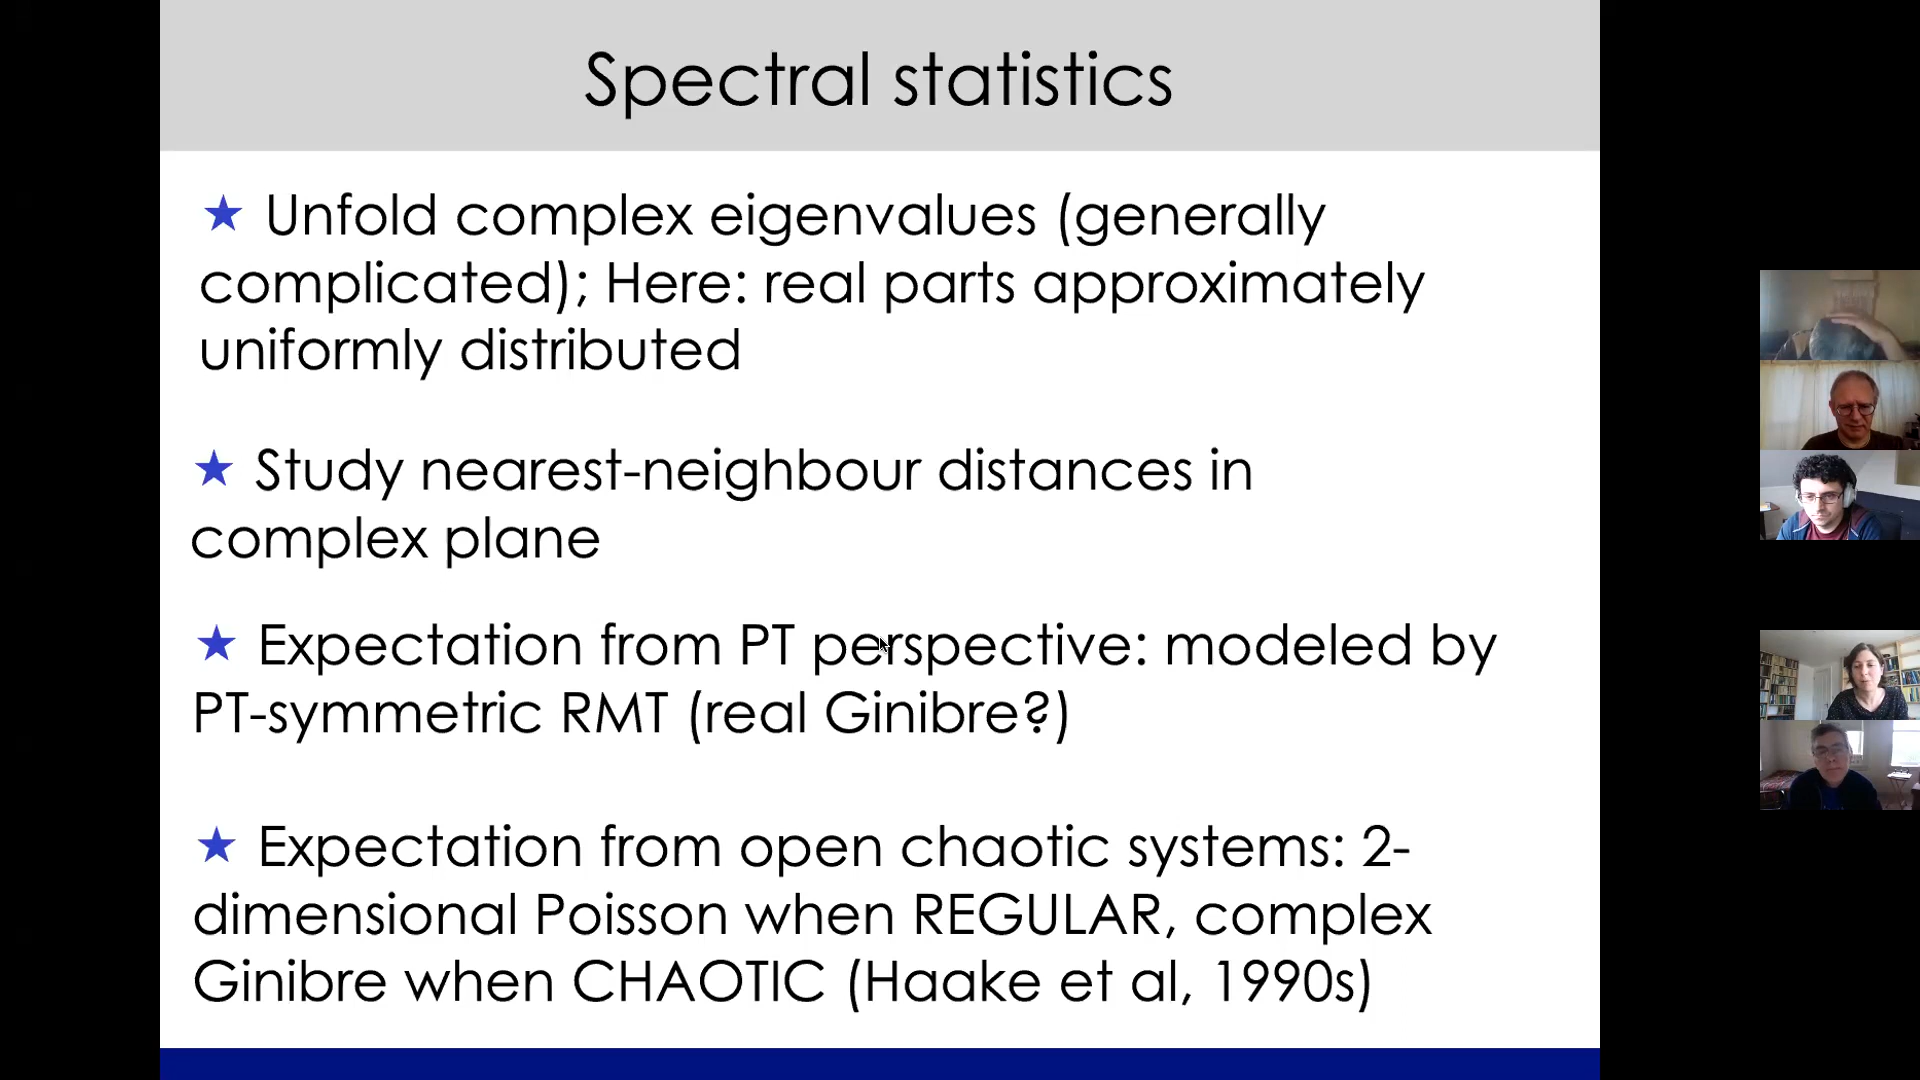 Spectral statistics
★ Unfold complex eigenvalues (generally
complicated); Here: real parts approximately
uniformly distributed
★ Study nearest-neighbour distances in
complex plane
★ Expectation from PT perspective: modeled by
PT-symmetric RMT (real Ginibre?)
★ Expectation from open chaotic systems: 2-
dimensional Poisson when REGULAR, complex
Ginibre when CHAOTIC (Haake et al, 1990s)